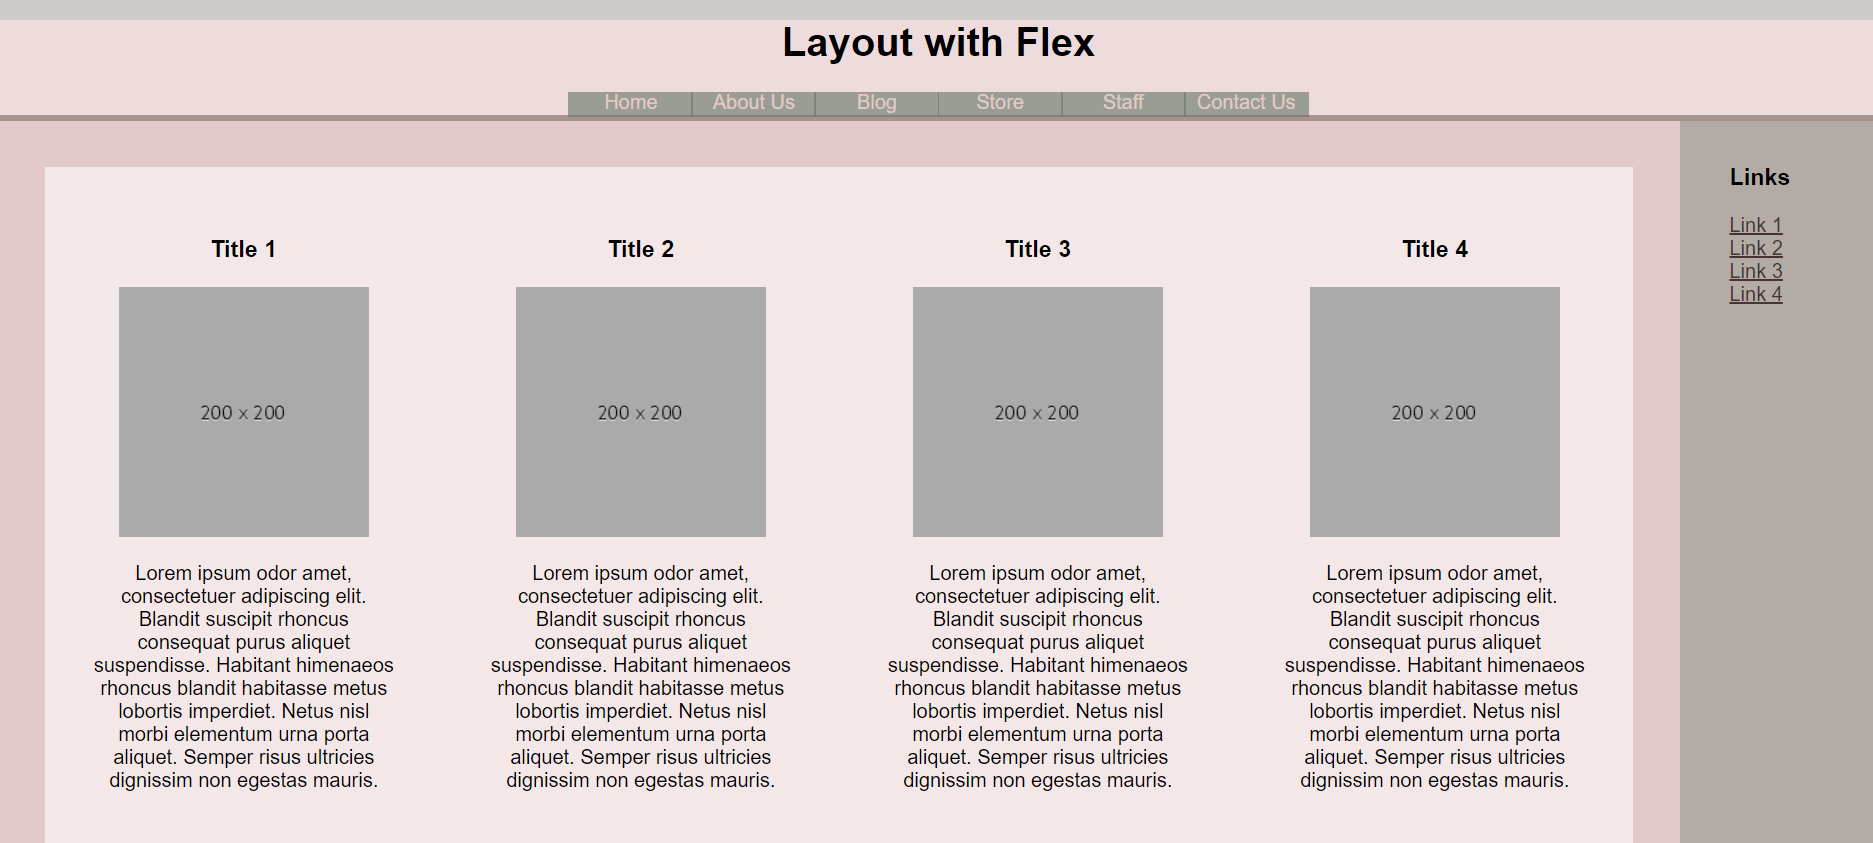 Layout with Flex
Home About Us Blog Store Staff Contact Us
Title 1
200 x 200
Lorem ipsum odor amet,
consectetuer adipiscing elit.
Blandit suscipit rhoncus
consequat purus aliquet
suspendisse. Habitant himenaeos
rhoncus blandit habitasse metus
lobortis imperdiet. Netus nisl
morbi elementum urna porta
aliquet. Semper risus ultricies
dignissim non egestas mauris.
Title 2
200 x 200
Lorem ipsum odor amet,
consectetuer adipiscing elit.
Blandit suscipit rhoncus
consequat purus aliquet
suspendisse. Habitant himenaeos
rhoncus blandit habitasse metus
lobortis imperdiet. Netus nisl
morbi elementum urna porta
aliquet. Semper risus ultricies
dignissim non egestas mauris.
Title 3
200 x 200
Lorem ipsum odor amet,
consectetuer adipiscing elit.
Blandit suscipit rhoncus
consequat purus aliquet
suspendisse. Habitant himenaeos
rhoncus blandit habitasse metus
lobortis imperdiet. Netus nisl
morbi elementum urna porta
aliquet. Semper risus ultricies
dignissim non egestas mauris.
Title 4
200 x 200
Lorem ipsum odor amet,
consectetuer adipiscing elit.
Blandit suscipit rhoncus
consequat purus aliquet
suspendisse. Habitant himenaeos
rhoncus blandit habitasse metus
lobortis imperdiet. Netus nisl
morbi elementum urna porta
aliquet. Semper risus ultricies
dignissim non egestas mauris.
Links
Link 1
Link 2
Link 3
Link 4